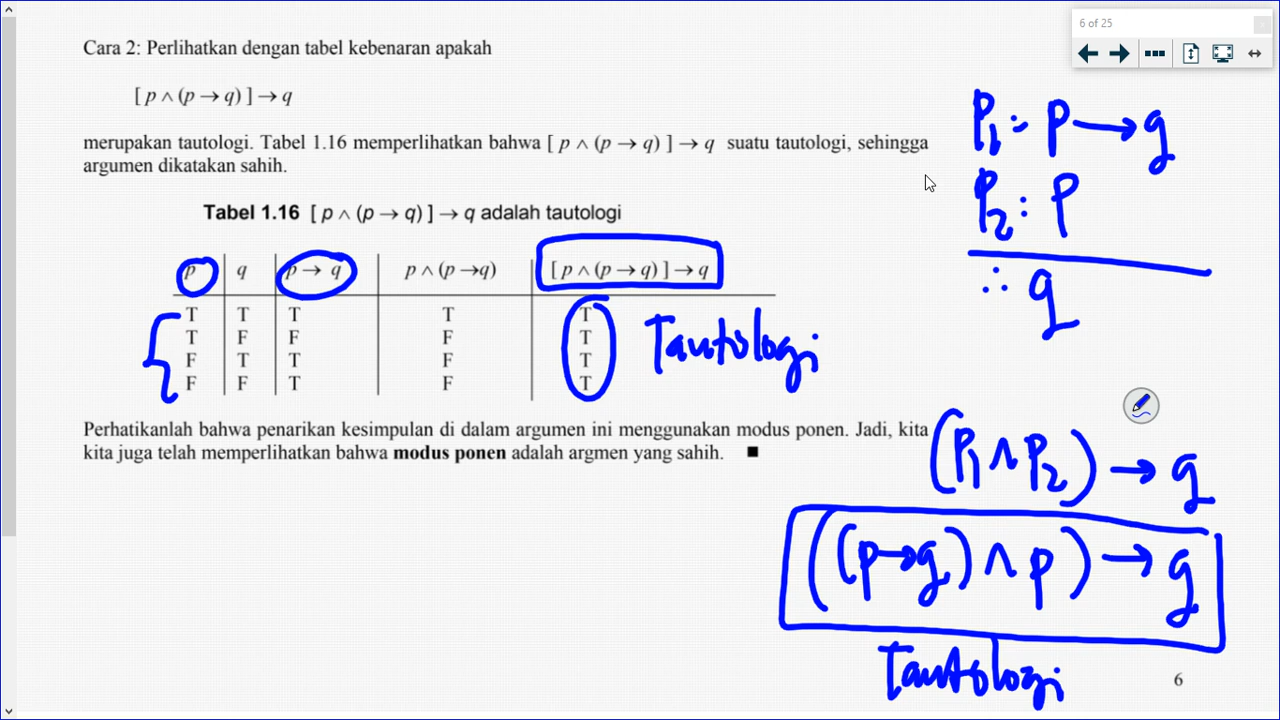 6 of 25
Cara 2: Perlihatkan dengan tabel kebenaran apakah
[ p ∧ (p → q) ] → q
merupakan tautologi. Tabel 1.16 memperlihatkan bahwa [ p ∧ (p → q) ] → q suatu tautologi, sehingga
argumen dikatakan sahih.
Tabel 1.16 [ p ∧ (p → q) ] → q adalah tautologi
p q p → q p ∧ (p →q) [ p ∧ (p → q) ] → q
T T T T T
T F F F T
F T T F T
F F T F T
Tautologi
Perhatikanlah bahwa penarikan kesimpulan di dalam argumen ini menggunakan modus ponen. Jadi, kita
kita juga telah memperlihatkan bahwa modus ponen adalah argmen yang sahih. ■
P1 : p → q
P2 : p
∴ q
(P1 ∧ P2) → q
((p → q) ∧ p) → q
Tautologi
6